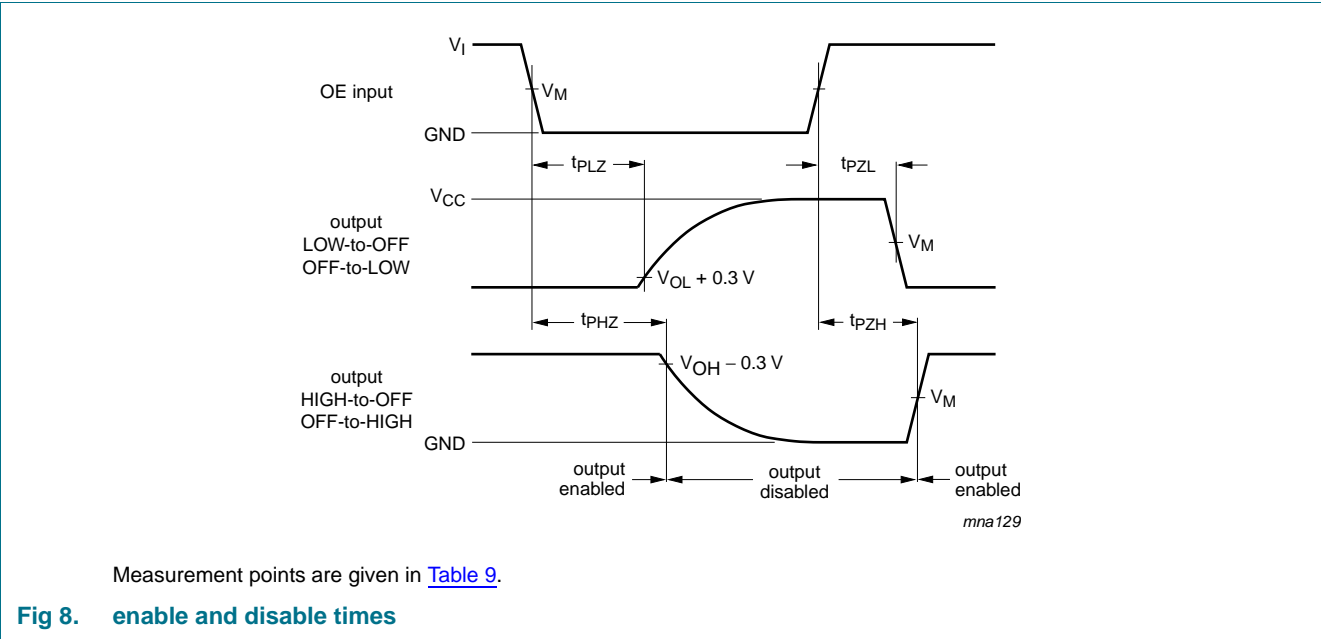 VI
OE input
VM
GND
tPLZ
tPZL
VCC
output
LOW-to-OFF
OFF-to-LOW
VM
VOL + 0.3 V
tPHZ
tPZH
VOH − 0.3 V
output
HIGH-to-OFF
OFF-to-HIGH
VM
GND
output
enabled
output
disabled
output
enabled
mna129
Measurement points are given in Table 9.
Fig 8. enable and disable times